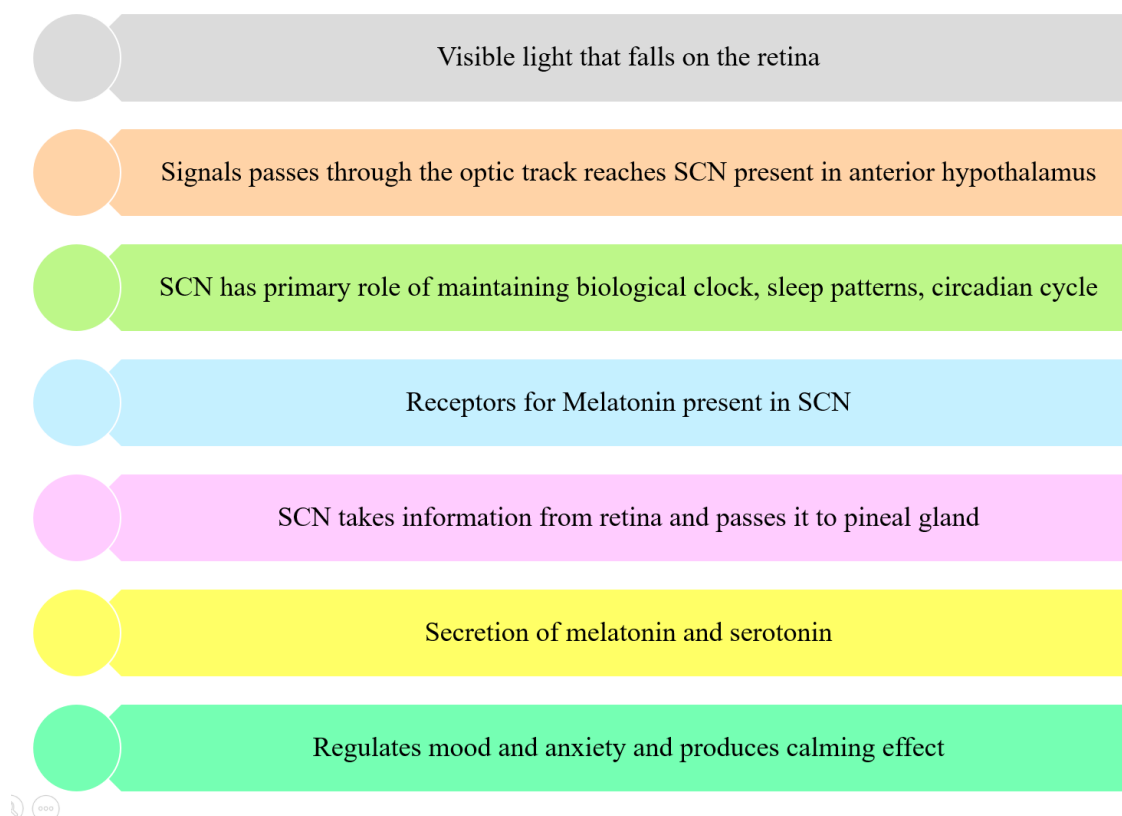 Visible light that falls on the retina
Signals passes through the optic track reaches SCN present in anterior hypothalamus
SCN has primary role of maintaining biological clock, sleep patterns, circadian cycle
Receptors for Melatonin present in SCN
SCN takes information from retina and passes it to pineal gland
Secretion of melatonin and serotonin
Regulates mood and anxiety and produces calming effect